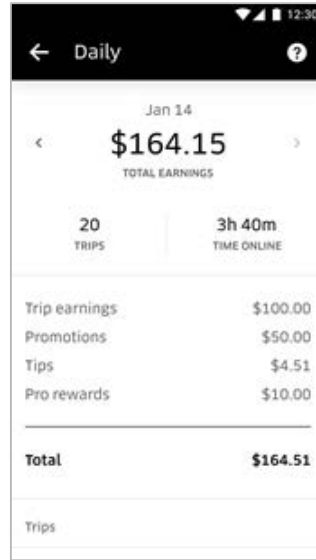 12:30
Daily
Jan 14
$164.15
TOTAL EARNINGS
20 3h 40m
TRIPS TIME ONLINE
Trip earnings $100.00
Promotions $50.00
Tips $4.51
Pro rewards $10.00
Total $164.51
Trips